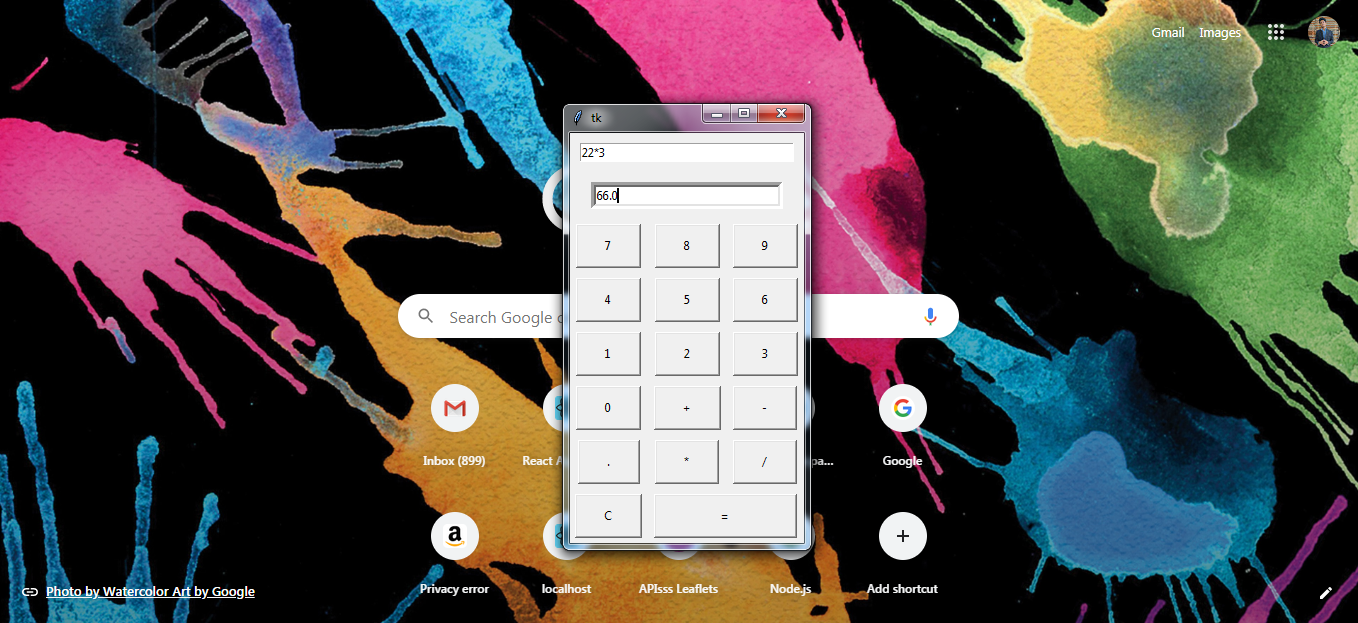 Gmail Images
tk
22*3
66.0
7 8 9
4 5 6
Search Google
1 2 3
0 + -
Inbox (899) React Google
. * /
C =
a
Privacy error localhost APIsss Leaflets Node.js Add shortcut
Photo by Watercolor Art by Google